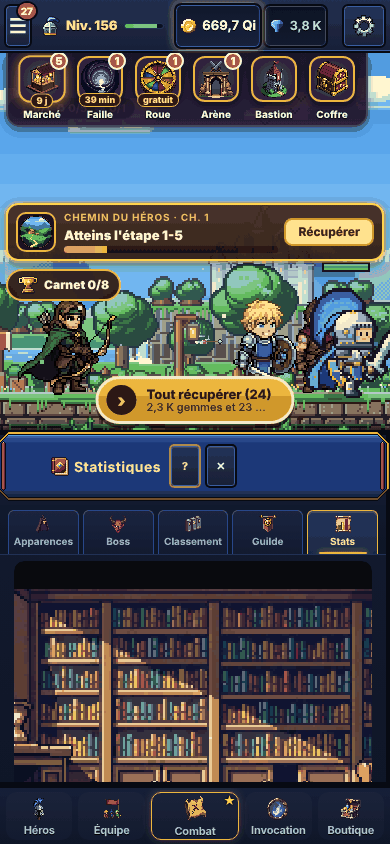 27
Niv. 156
669,7 Qi
3,8 K
5
1
1
1
9 j
39 min
gratuit
Marché
Faille
Roue
Arène
Bastion
Coffre
CHEMIN DU HÉROS · CH. 1
Atteins l'étape 1-5
Récupérer
Carnet 0/8
Tout récupérer (24)
2,3 K gemmes et 23 ...
Statistiques
?
×
Apparences
Boss
Classement
Guilde
Stats
Héros
Équipe
Combat
Invocation
Boutique